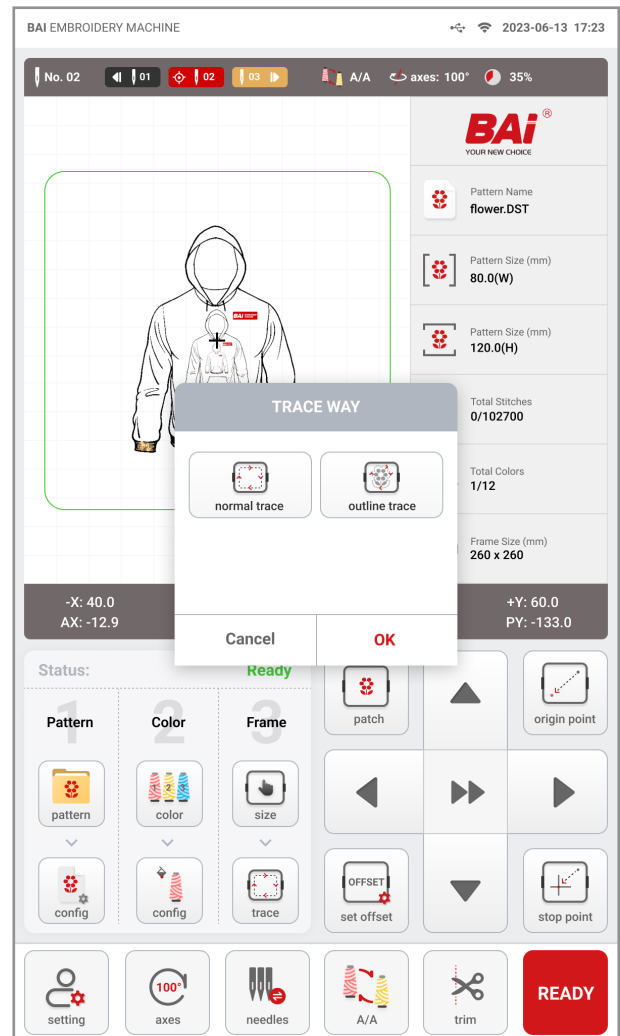 BAI EMBROIDERY MACHINE
2023-06-13 17:23
No. 02
01
02
03
A/A
axes: 100°
35%
BAi®
YOUR NEW CHOICE
Pattern Name
flower.DST
Pattern Size (mm)
80.0(W)
Pattern Size (mm)
120.0(H)
TRACE WAY
Total Stitches
0/102700
normal trace
outline trace
Total Colors
1/12
Frame Size (mm)
260 x 260
-X: 40.0
+Y: 60.0
AX: -12.9
PY: -133.0
Cancel
OK
Status:
Ready
1
2
3
Pattern
Color
Frame
patch
origin point
1 2 3
pattern
color
size
OFFSET
config
config
trace
set offset
stop point
100°
setting
axes
needles
A/A
trim
READY